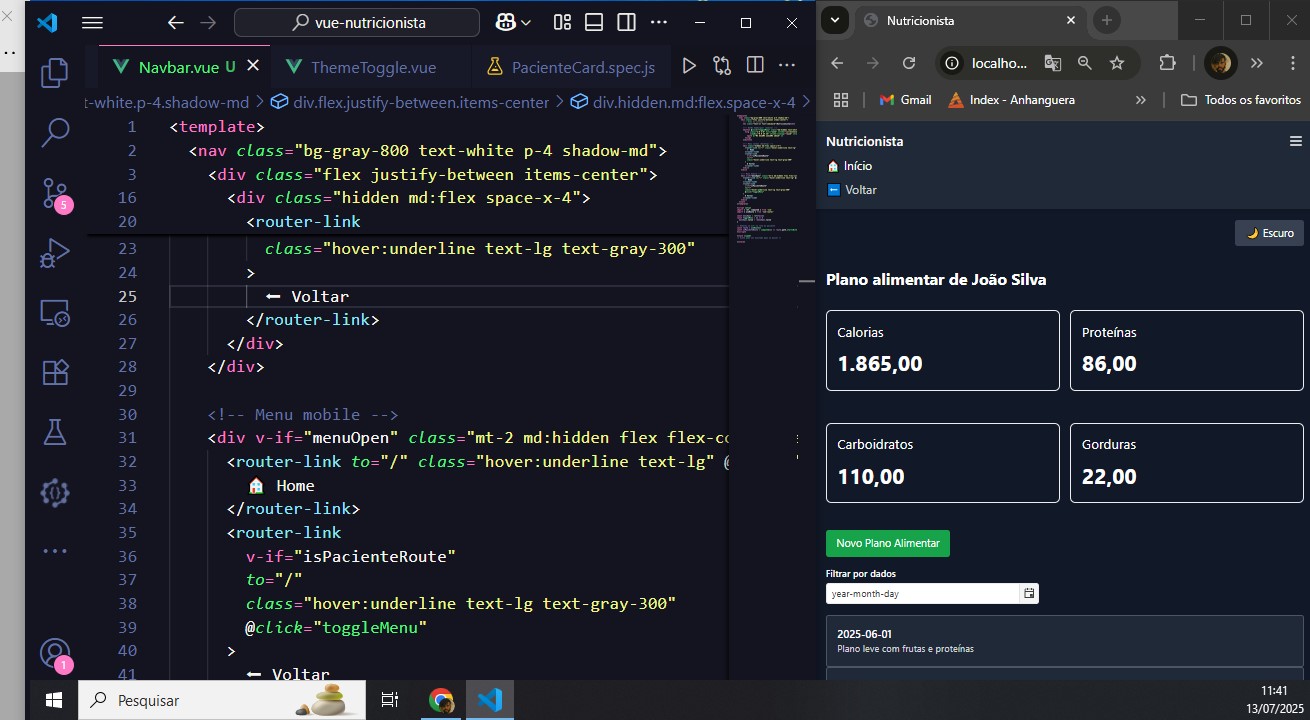 vue-nutricionista
Navbar.vue U
ThemeToggle.vue
PacienteCard.spec.js
t-white.p-4.shadow-md > div.flex.justify-between.items-center > div.hidden.md:flex.space-x-4 >
1 <template>
2 <nav class="bg-gray-800 text-white p-4 shadow-md">
3 <div class="flex justify-between items-center">
16 <div class="hidden md:flex space-x-4">
20 <router-link
23 class="hover:underline text-lg text-gray-300"
24 >
25 ⬅ Voltar
26 </router-link>
27 </div>
28 </div>
29
30 <!-- Menu mobile -->
31 <div v-if="menuOpen" class="mt-2 md:hidden flex flex-co
32 <router-link to="/" class="hover:underline text-lg" @
33 🏠 Home
34 </router-link>
35 <router-link
36 v-if="isPacienteRoute"
37 to="/"
38 class="hover:underline text-lg text-gray-300"
39 @click="toggleMenu"
40 >
41 ⬅ Voltar
5
1
Pesquisar
Nutricionista
localho...
Gmail
Index - Anhanguera
Todos os favoritos
Nutricionista
🏠 Início
⬅ Voltar
🌙 Escuro
Plano alimentar de João Silva
Calorias
1.865,00
Proteínas
86,00
Carboidratos
110,00
Gorduras
22,00
Novo Plano Alimentar
Filtrar por dados
year-month-day
2025-06-01
Plano leve com frutas e proteínas
11:41
13/07/2025